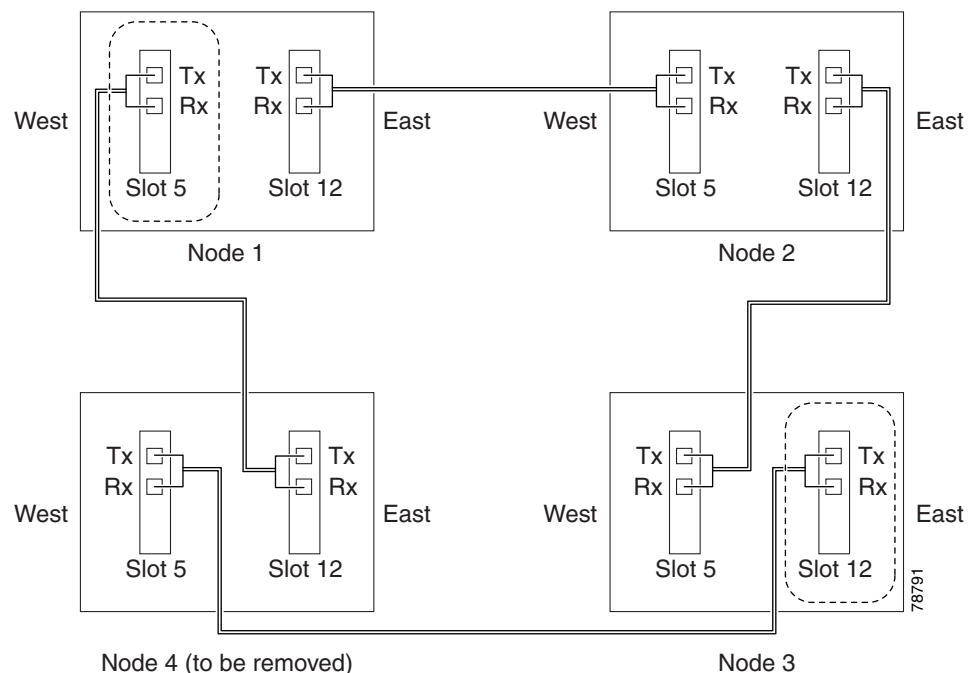 Tx Tx Tx Tx
Rx Rx Rx Rx
West East West East
Slot 5 Slot 12 Slot 5 Slot 12
Node 1 Node 2
Tx Tx Tx Tx
Rx Rx Rx Rx
West East West East
Slot 5 Slot 12 Slot 5 Slot 12
78791
Node 4 (to be removed) Node 3